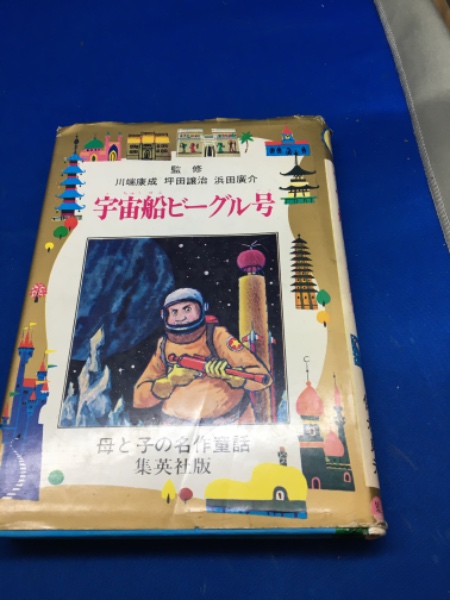 監修
川端康成 坪田譲治 浜田廣介
宇宙船ビーグル号
母と子の名作童話
集英社版